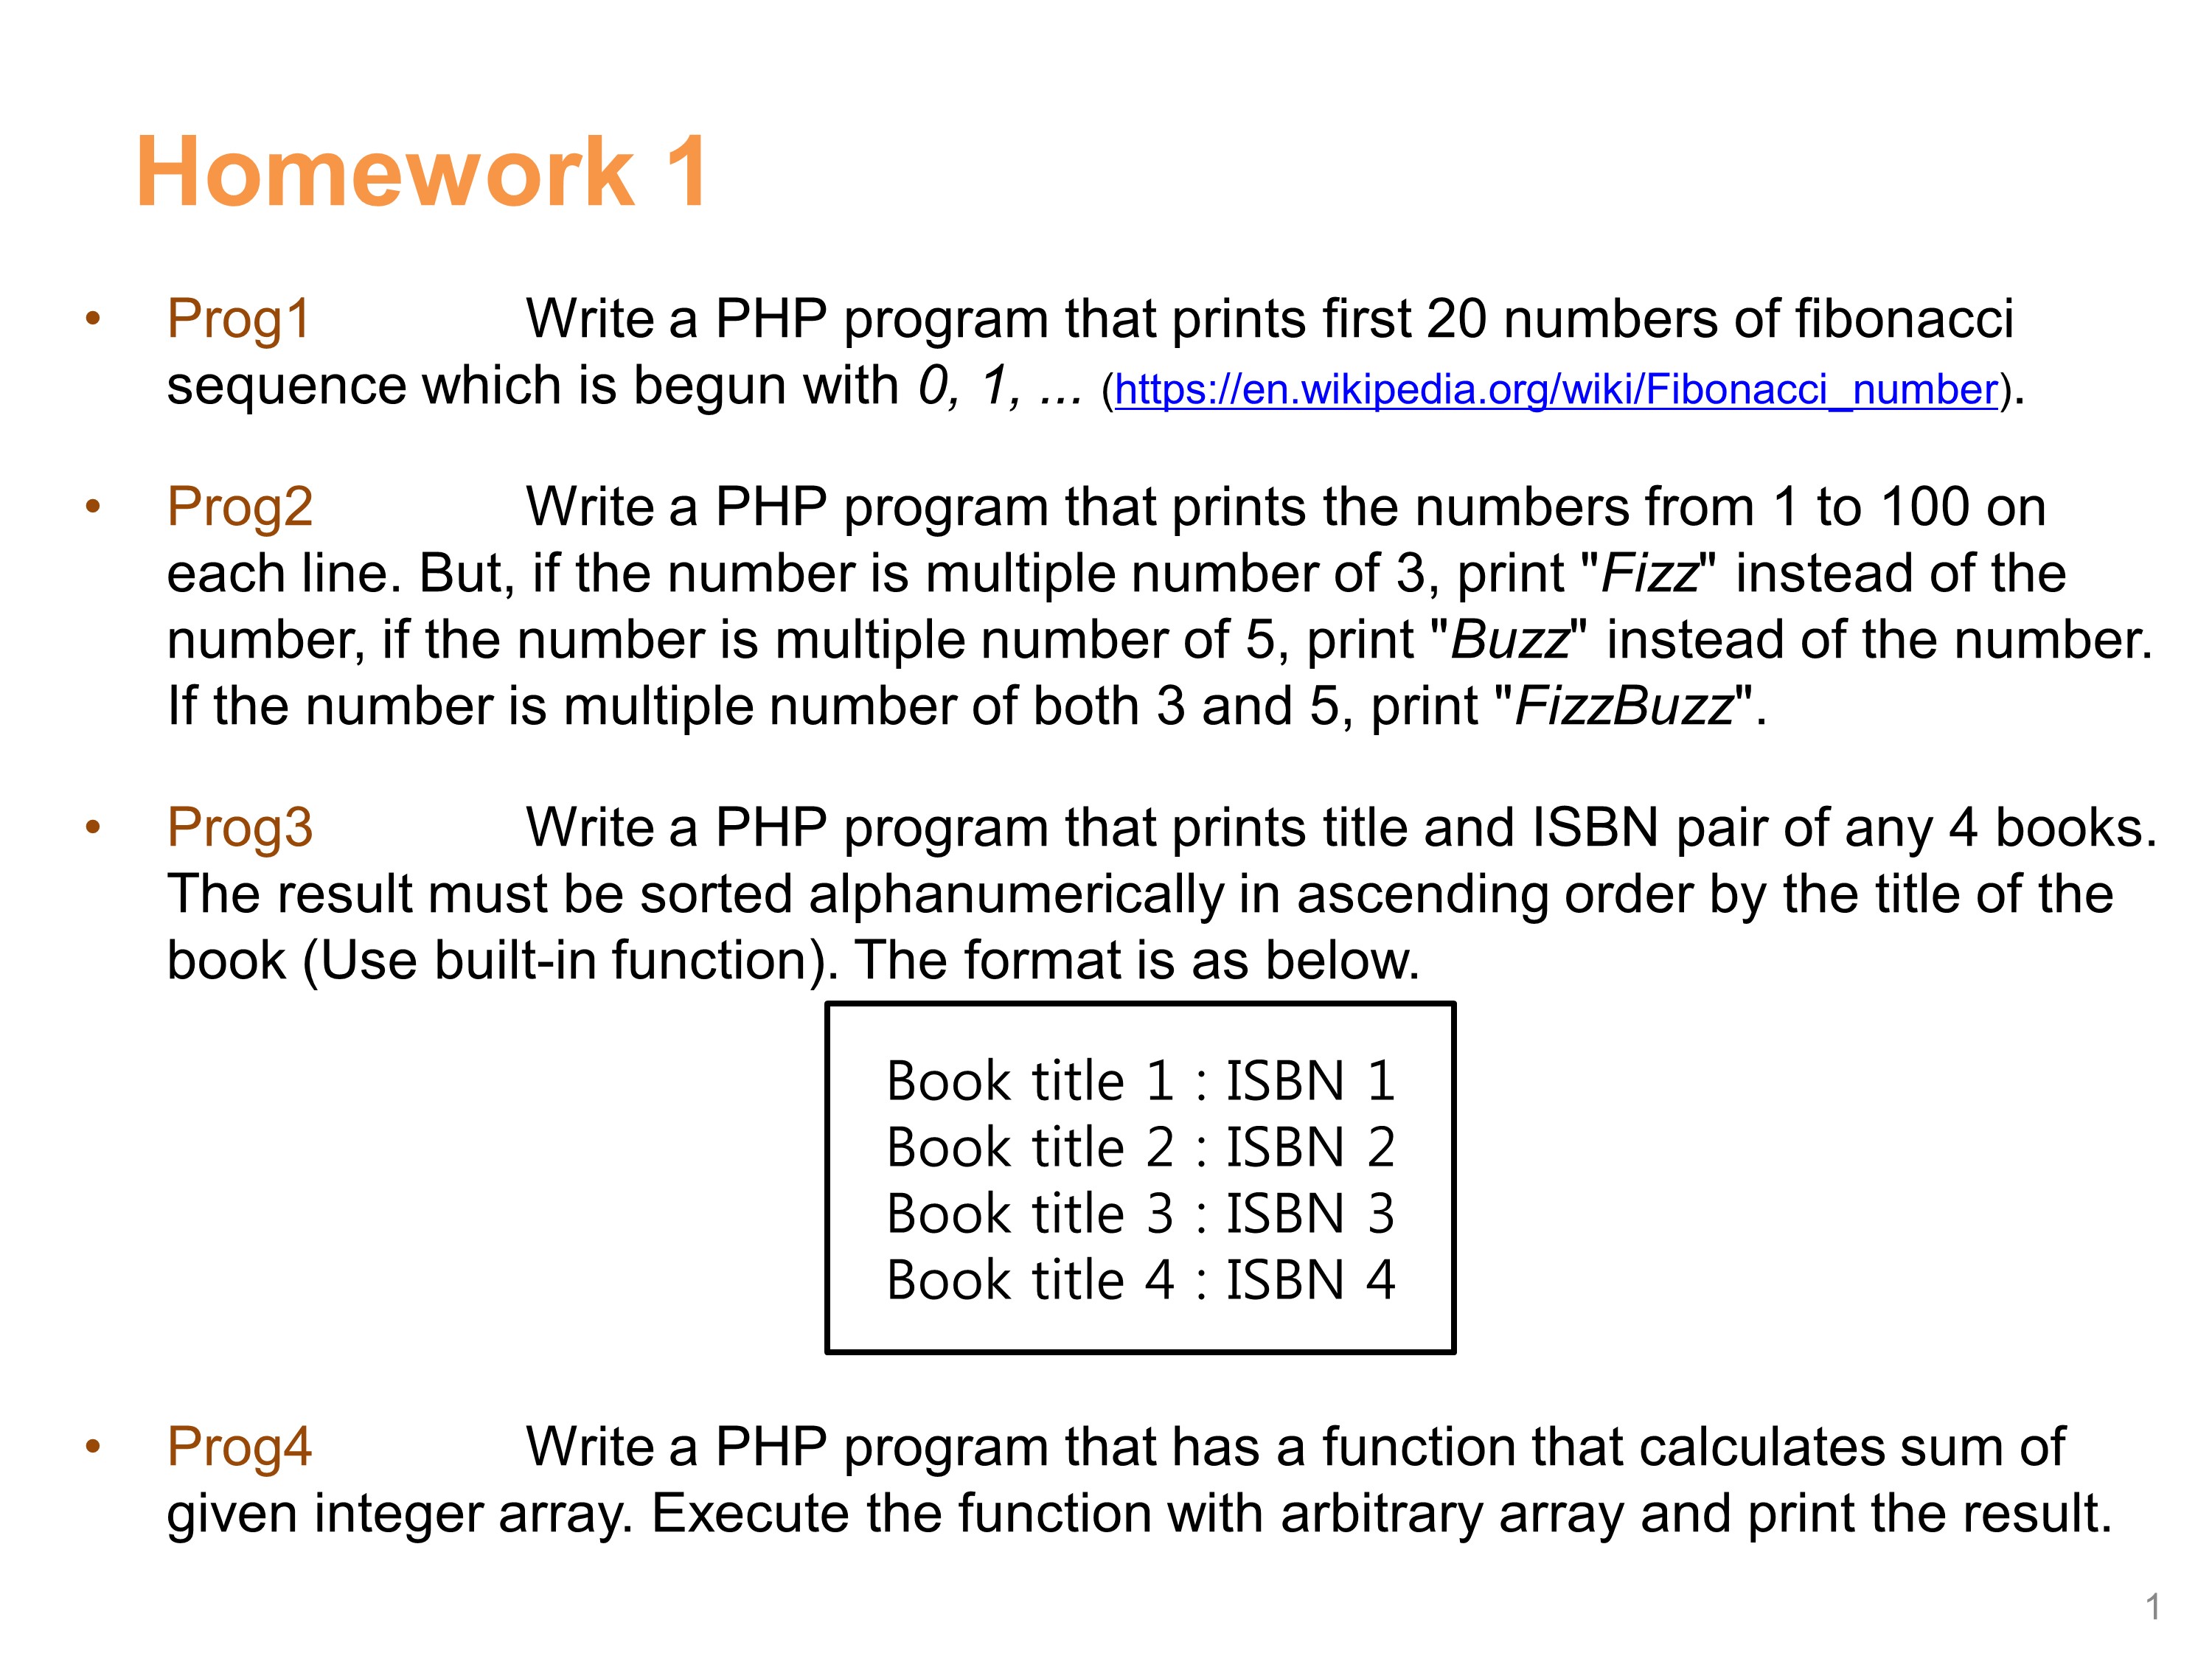 Homework 1
• Prog1 Write a PHP program that prints first 20 numbers of fibonacci
sequence which is begun with 0, 1, ... (https://en.wikipedia.org/wiki/Fibonacci_number).
• Prog2 Write a PHP program that prints the numbers from 1 to 100 on
each line. But, if the number is multiple number of 3, print "Fizz" instead of the
number, if the number is multiple number of 5, print "Buzz" instead of the number.
If the number is multiple number of both 3 and 5, print "FizzBuzz".
• Prog3 Write a PHP program that prints title and ISBN pair of any 4 books.
The result must be sorted alphanumerically in ascending order by the title of the
book (Use built-in function). The format is as below.
Book title 1 : ISBN 1
Book title 2 : ISBN 2
Book title 3 : ISBN 3
Book title 4 : ISBN 4
• Prog4 Write a PHP program that has a function that calculates sum of
given integer array. Execute the function with arbitrary array and print the result.
1